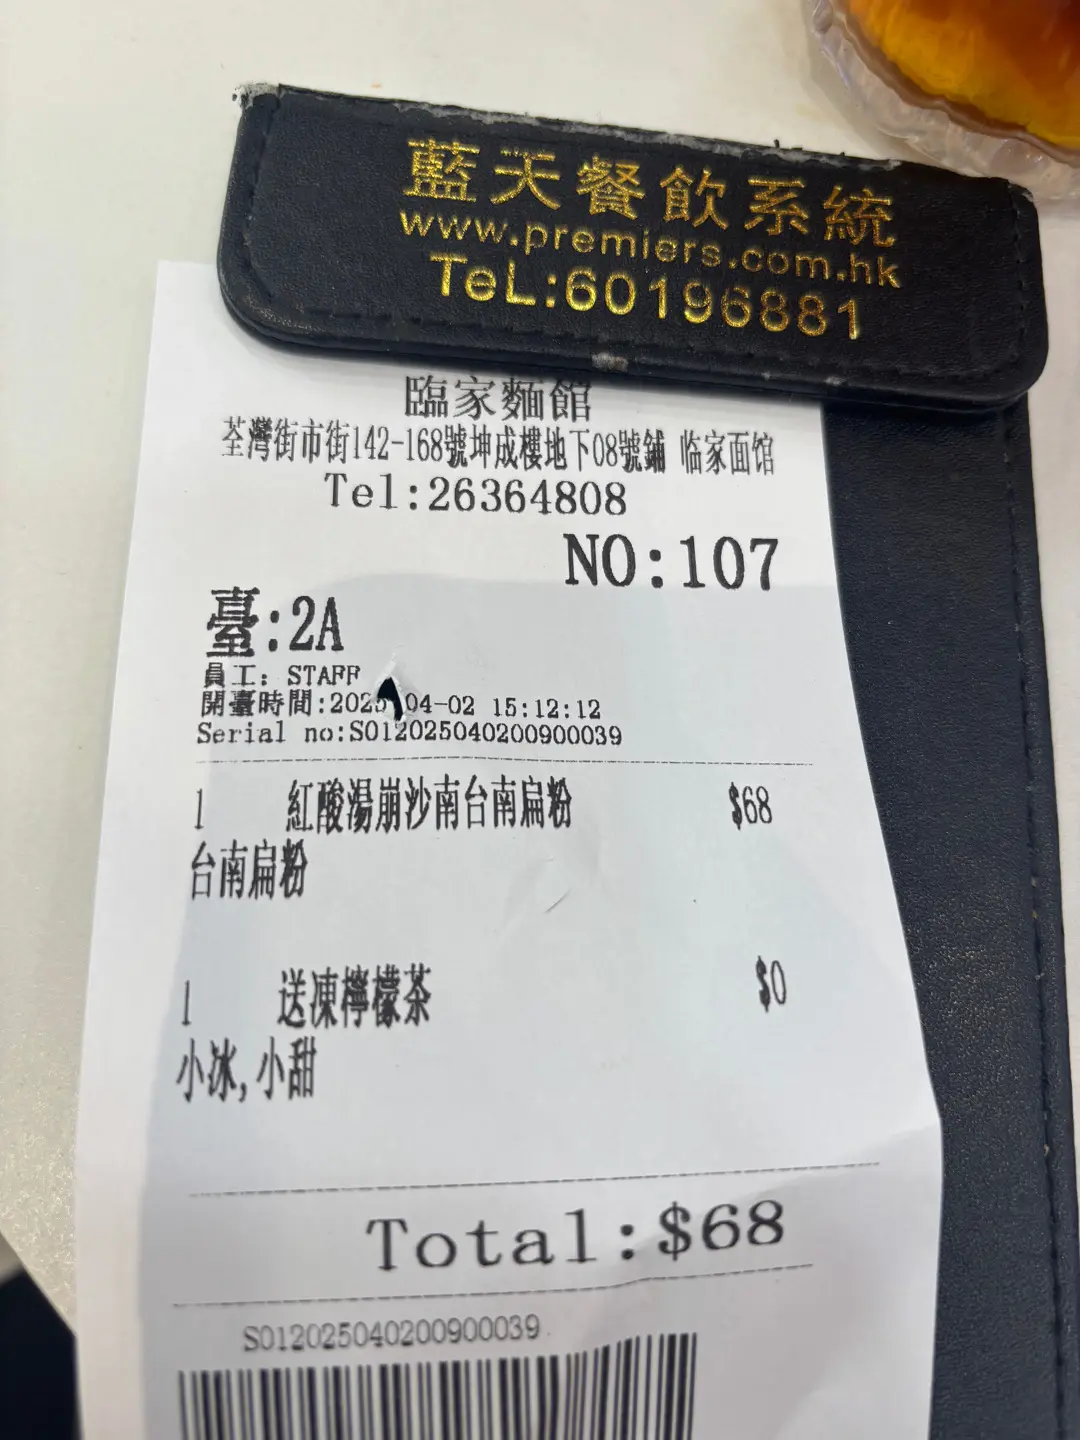 藍天餐飲系統
www.premiers.com.hk
TeL:60196881
臨家麵館
荃灣街市街142-168號坤成樓地下08號鋪 临家面馆
Tel:26364808
NO:107
臺:2A
員工: STAFF
開臺時間:2025-04-02 15:12:12
Serial no:S012025040200900039
1 紅酸湯崩沙南台南扁粉 $68
台南扁粉
1 送凍檸檬茶 $0
小冰,小甜
Total:$68
S012025040200900039